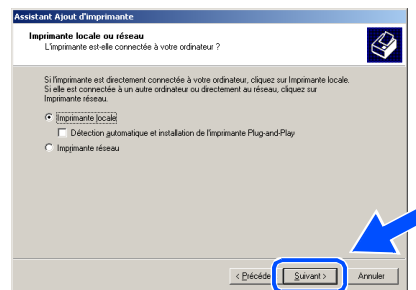 Assistant Ajout d'imprimante
Imprimante locale ou réseau
L'imprimante est-elle connectée à votre ordinateur ?
Si l'imprimante est directement connectée à votre ordinateur, cliquez sur Imprimante locale.
Si elle est connectée à un autre ordinateur ou directement au réseau, cliquez sur
Imprimante réseau.
Imprimante locale
Détection automatique et installation de l'imprimante Plug-and-Play
Imprimante réseau
< Précéde Suivant > Annuler